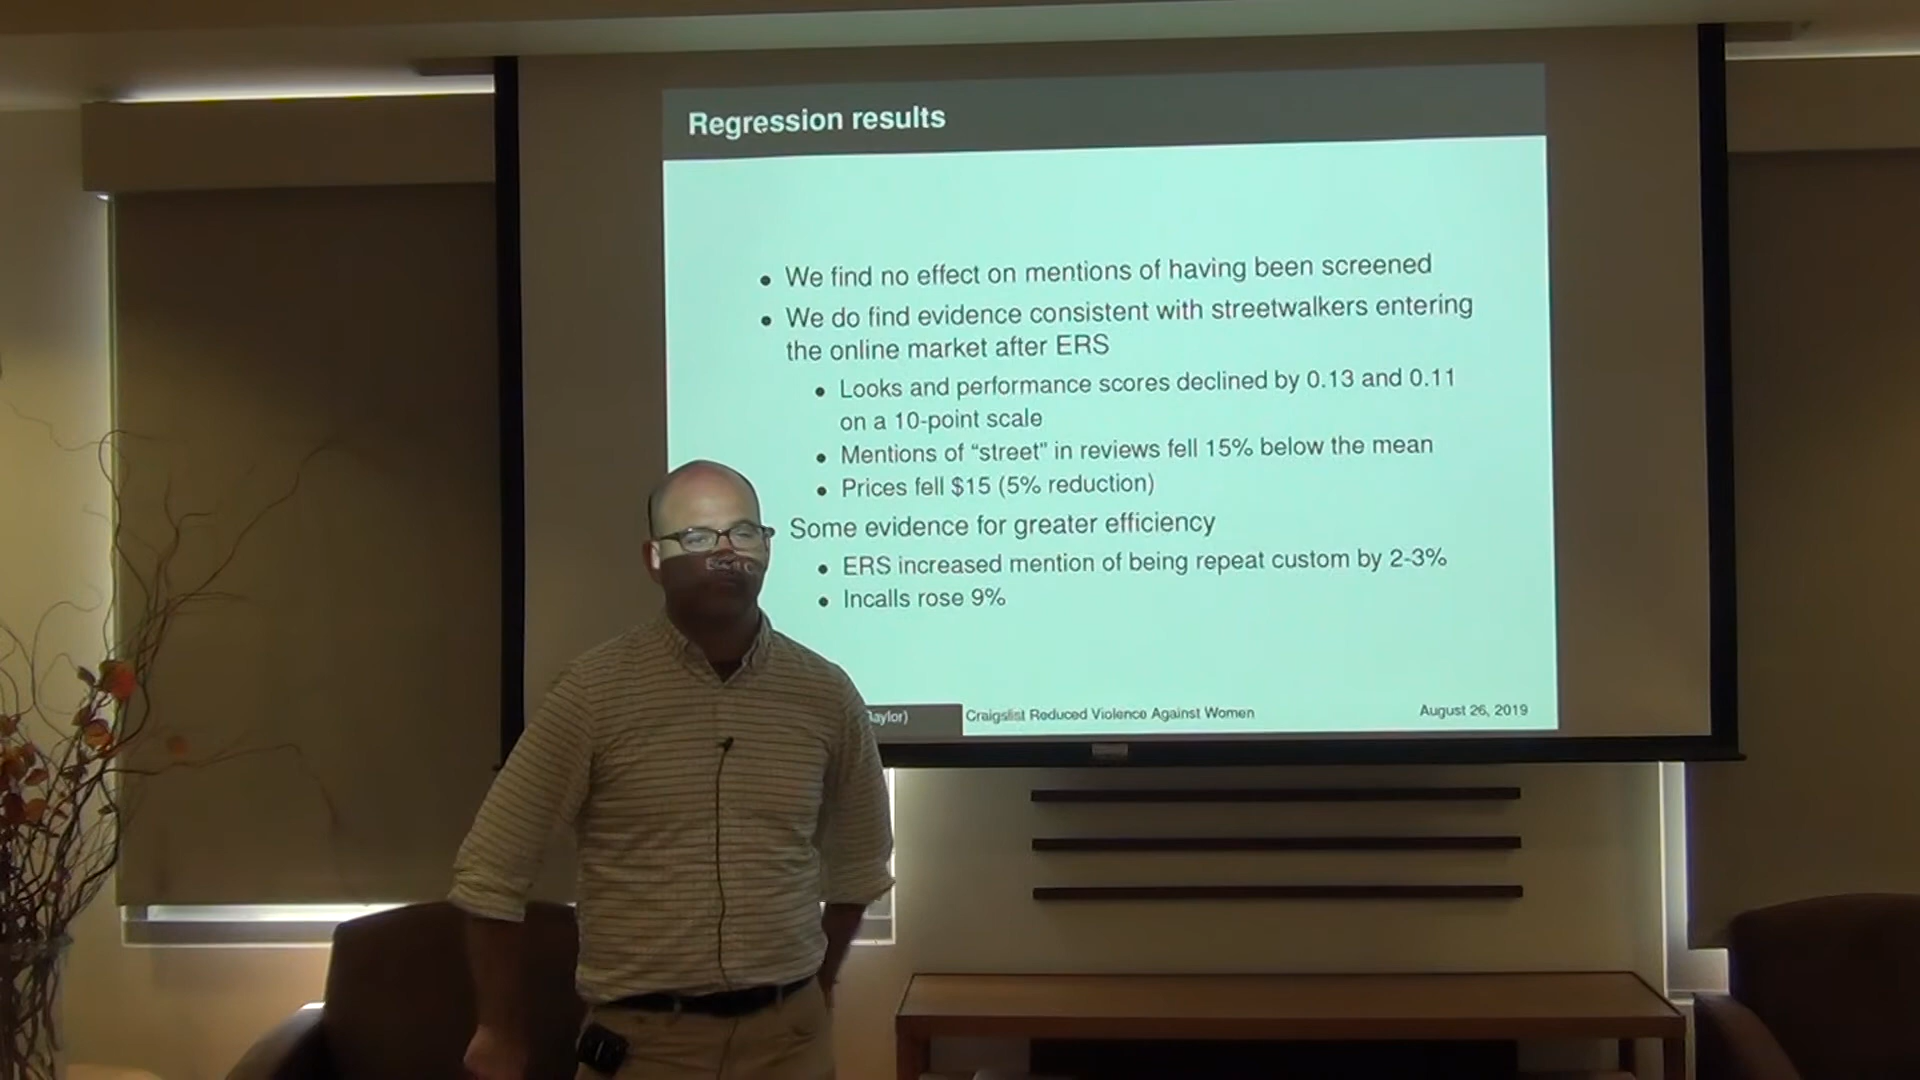 Regression results
• We find no effect on mentions of having been screened
• We do find evidence consistent with streetwalkers entering
the online market after ERS
• Looks and performance scores declined by 0.13 and 0.11
on a 10-point scale
• Mentions of “street” in reviews fell 15% below the mean
• Prices fell $15 (5% reduction)
Some evidence for greater efficiency
• ERS increased mention of being repeat custom by 2-3%
• Incalls rose 9%
Craigslist Reduced Violence Against Women
August 26, 2019